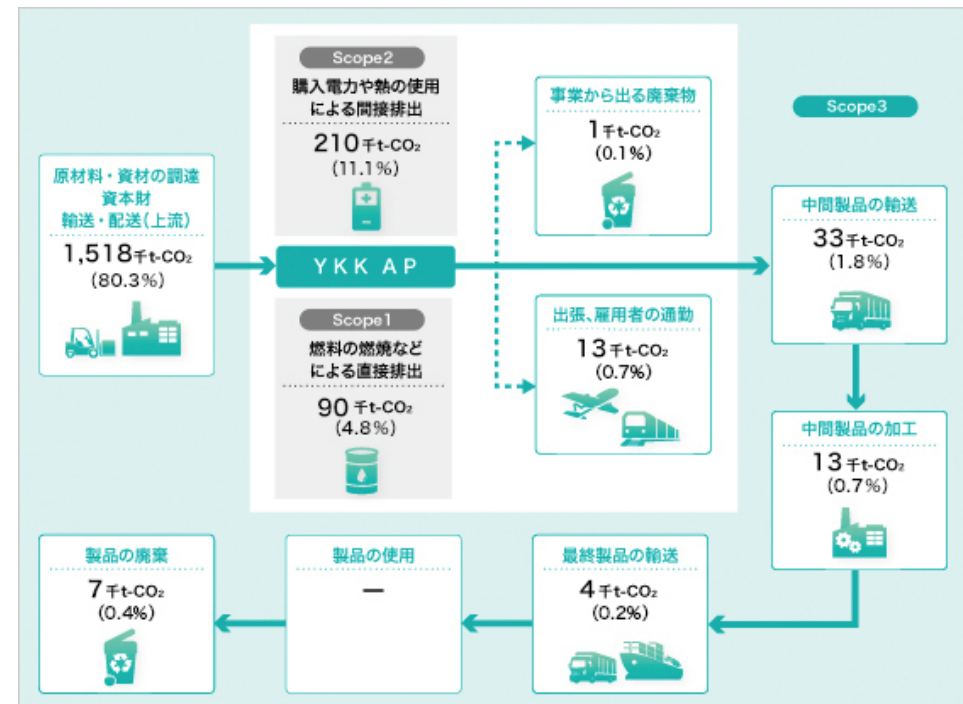 Scope2
購入電力や熱の使用
による間接排出
210千t-CO₂
(11.1%)
事業から出る廃棄物
1千t-CO₂
(0.1%)
Scope3
原材料・資材の調達
資本財
輸送・配送(上流)
1,518千t-CO₂
(80.3%)
YKK AP
中間製品の輸送
33千t-CO₂
(1.8%)
Scope1
燃料の燃焼など
による直接排出
90千t-CO₂
(4.8%)
出張、雇用者の通勤
13千t-CO₂
(0.7%)
中間製品の加工
13千t-CO₂
(0.7%)
製品の廃棄
7千t-CO₂
(0.4%)
製品の使用
ー
最終製品の輸送
4千t-CO₂
(0.2%)